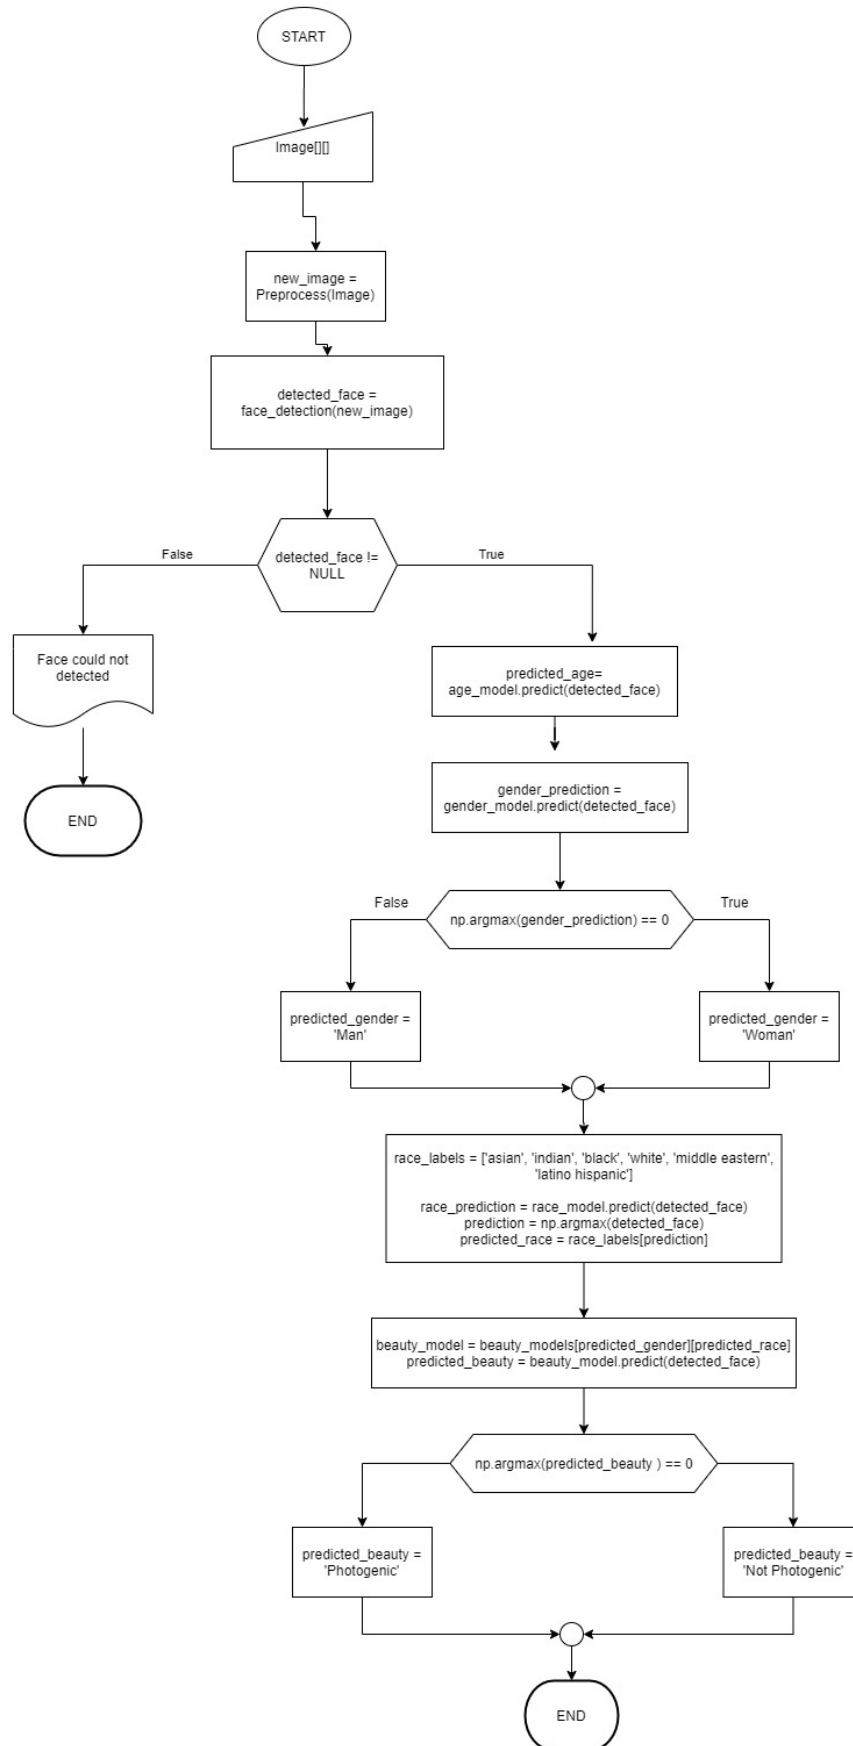 START
Image[][]
new_image =
Preprocess(Image)
detected_face =
face_detection(new_image)
detected_face !=
NULL
False
True
Face could not
detected
END
predicted_age=
age_model.predict(detected_face)
gender_prediction =
gender_model.predict(detected_face)
np.argmax(gender_prediction) == 0
False
True
predicted_gender =
'Man'
predicted_gender =
'Woman'
race_labels = ['asian', 'indian', 'black', 'white', 'middle eastern',
'latino hispanic']
race_prediction = race_model.predict(detected_face)
prediction = np.argmax(detected_face)
predicted_race = race_labels[prediction]
beauty_model = beauty_models[predicted_gender][predicted_race]
predicted_beauty = beauty_model.predict(detected_face)
np.argmax(predicted_beauty ) == 0
predicted_beauty =
'Photogenic'
predicted_beauty =
'Not Photogenic'
END